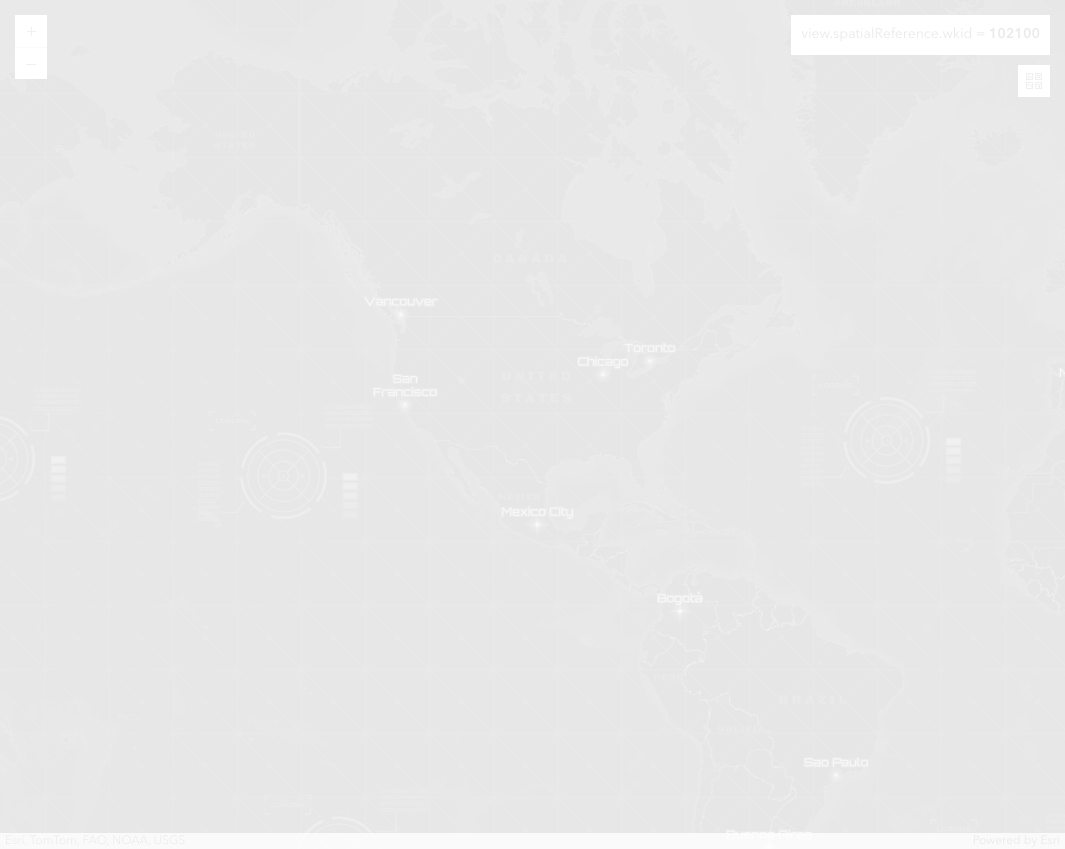 +
view.spatialReference.wkid = 102100
–
CANADA
Vancouver
Toronto
Chicago
San
Francisco
UNITED
STATES
Mexico City
Bogotá
BRASIL
Sao Paulo
Esri, TomTom, FAO, NOAA, USGS
Powered by Esri